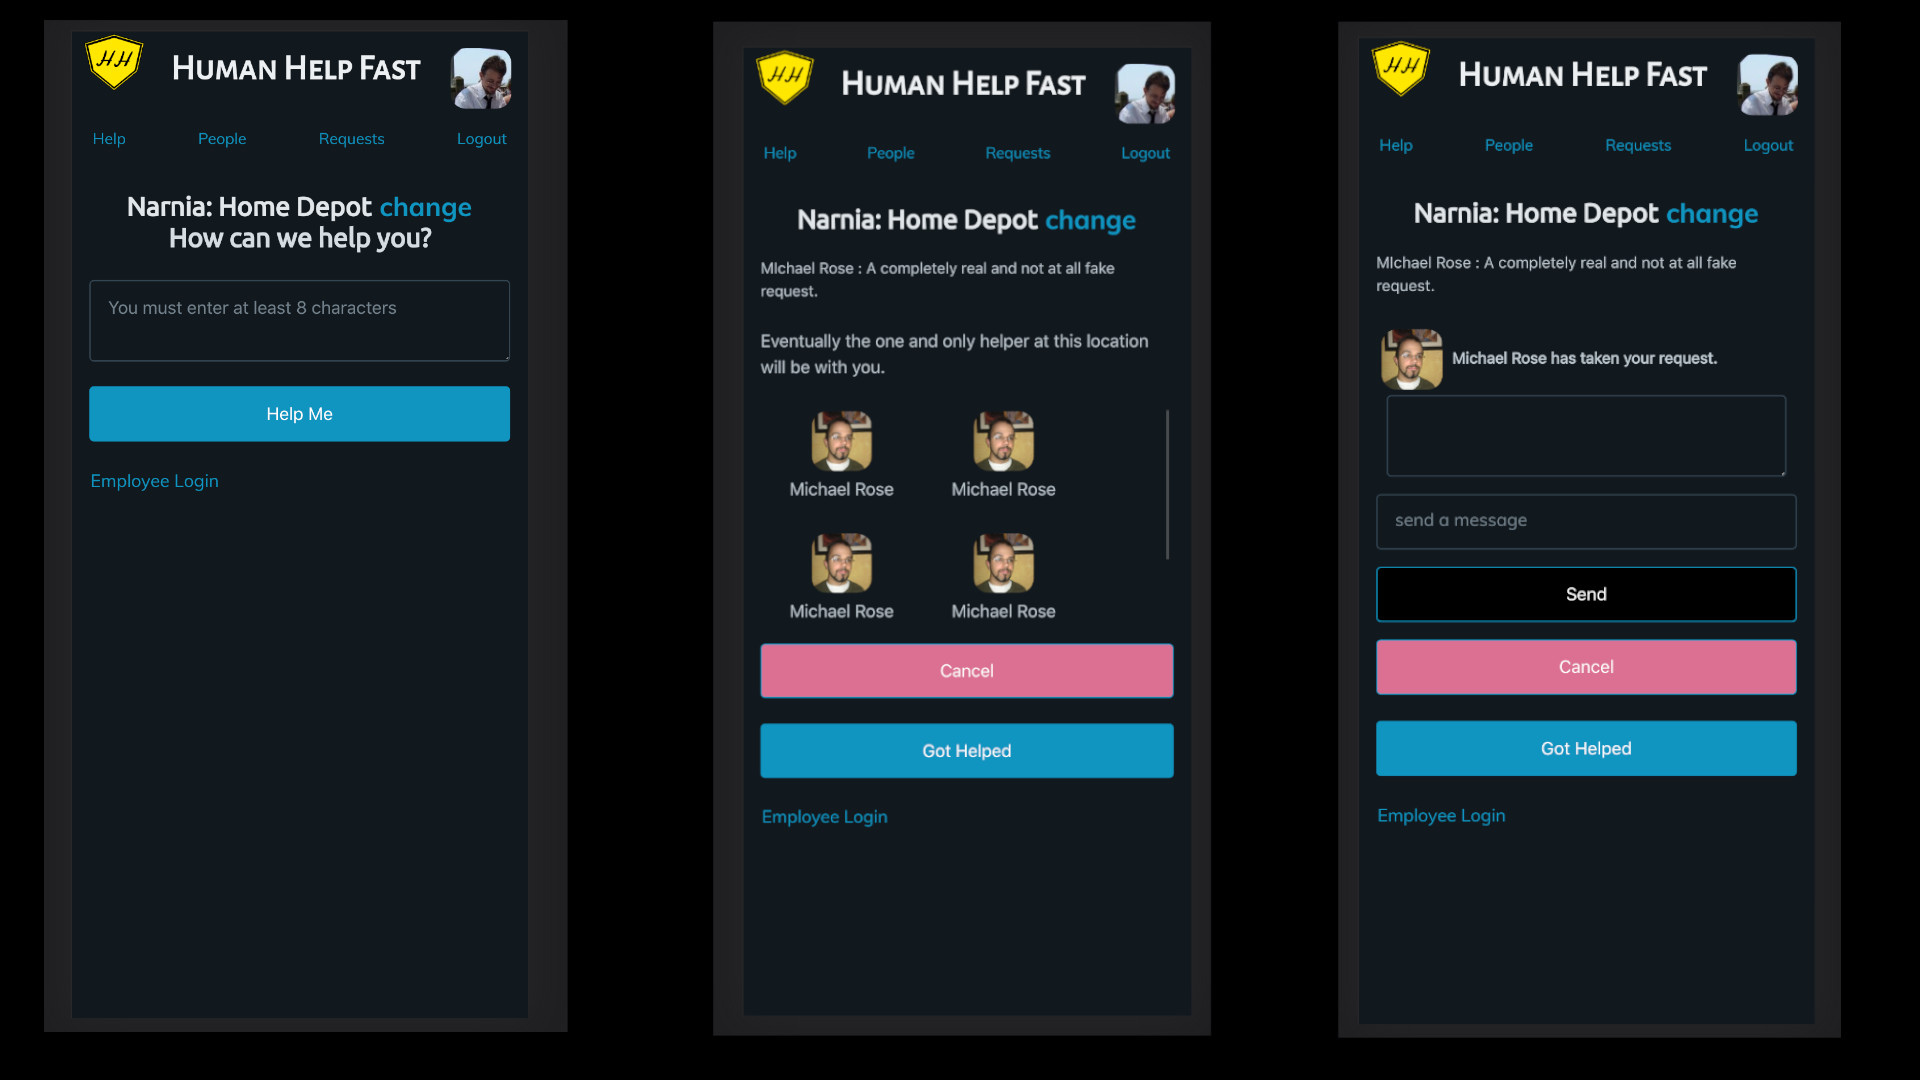 HH
Human Help Fast
Help People Requests Logout
Narnia: Home Depot change
How can we help you?
You must enter at least 8 characters
Help Me
Employee Login
HH
Human Help Fast
Help People Requests Logout
Narnia: Home Depot change
MIchael Rose : A completely real and not at all fake
request.
Eventually the one and only helper at this location
will be with you.
Michael Rose Michael Rose
Michael Rose Michael Rose
Cancel
Got Helped
Employee Login
HH
Human Help Fast
Help People Requests Logout
Narnia: Home Depot change
MIchael Rose : A completely real and not at all fake
request.
Michael Rose has taken your request.
send a message
Send
Cancel
Got Helped
Employee Login